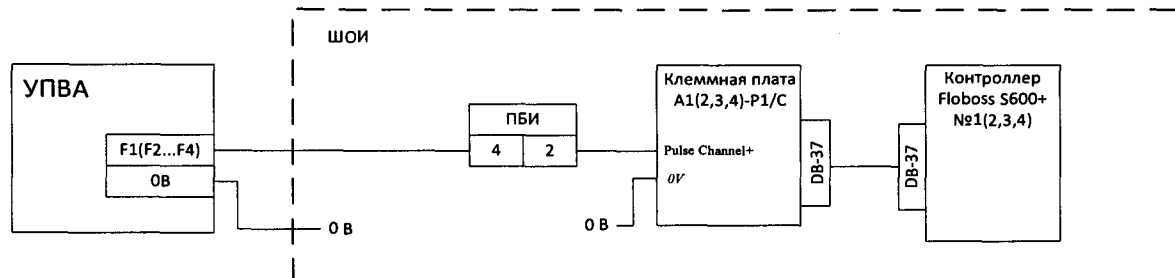 ШОИ
УПВА
F1(F2...F4)
0В
0 В
ПБИ
4 2
Клеммная плата
A1(2,3,4)-P1/C
Pulse Channel+
0V
0 В
DB-37
DB-37
Контроллер
Floboss S600+
№1(2,3,4)